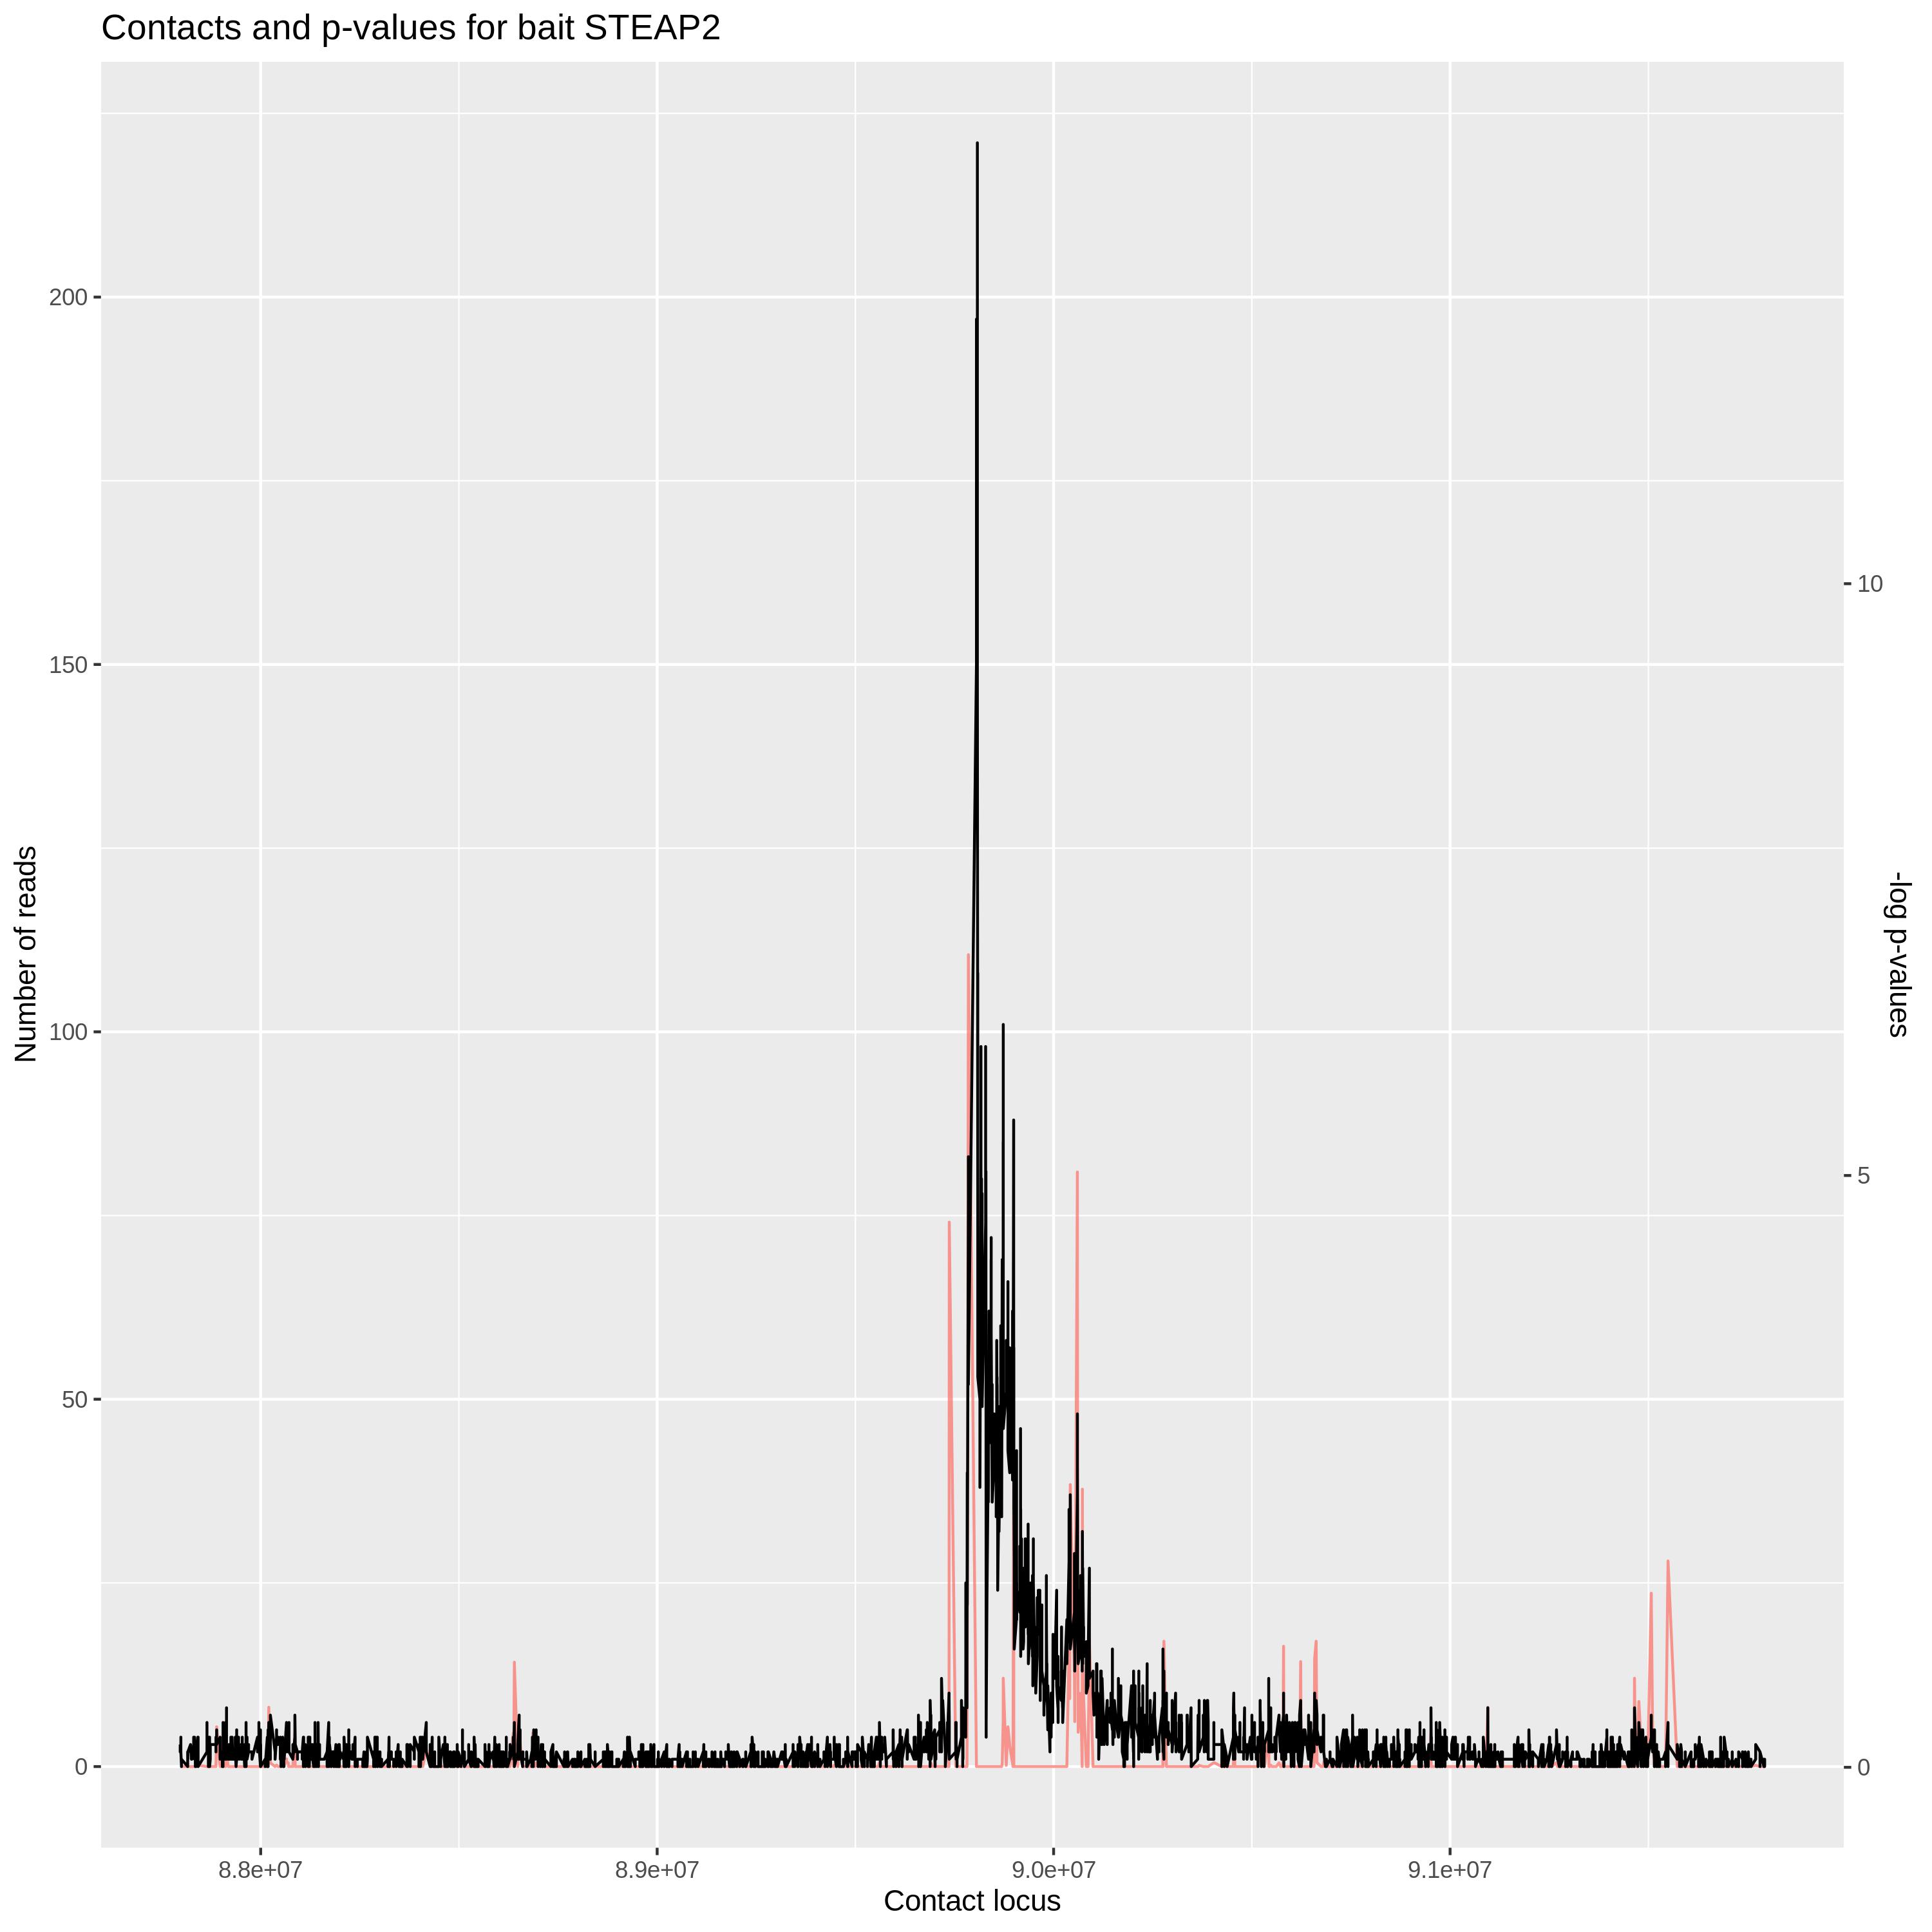 Contacts and p-values for bait STEAP2
200
150
100
50
0
Number of reads
10
5
0
-log p-values
8.8e+07
8.9e+07
9.0e+07
9.1e+07
Contact locus